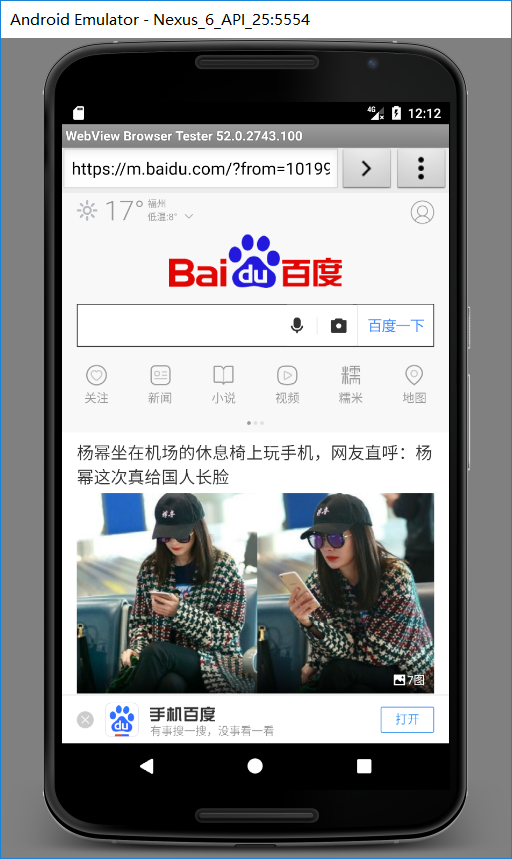 Android Emulator - Nexus_6_API_25:5554
4G 12:12
WebView Browser Tester 52.0.2743.100
https://m.baidu.com/?from=10199
17° 福州
低温:8°
Bai du 百度
百度一下
关注 新闻 小说 视频 糯 糯米 地图
杨幂坐在机场的休息椅上玩手机，网友直呼：杨
幂这次真给国人长脸
7图
du 手机百度
有事搜一搜，没事看一看
打开